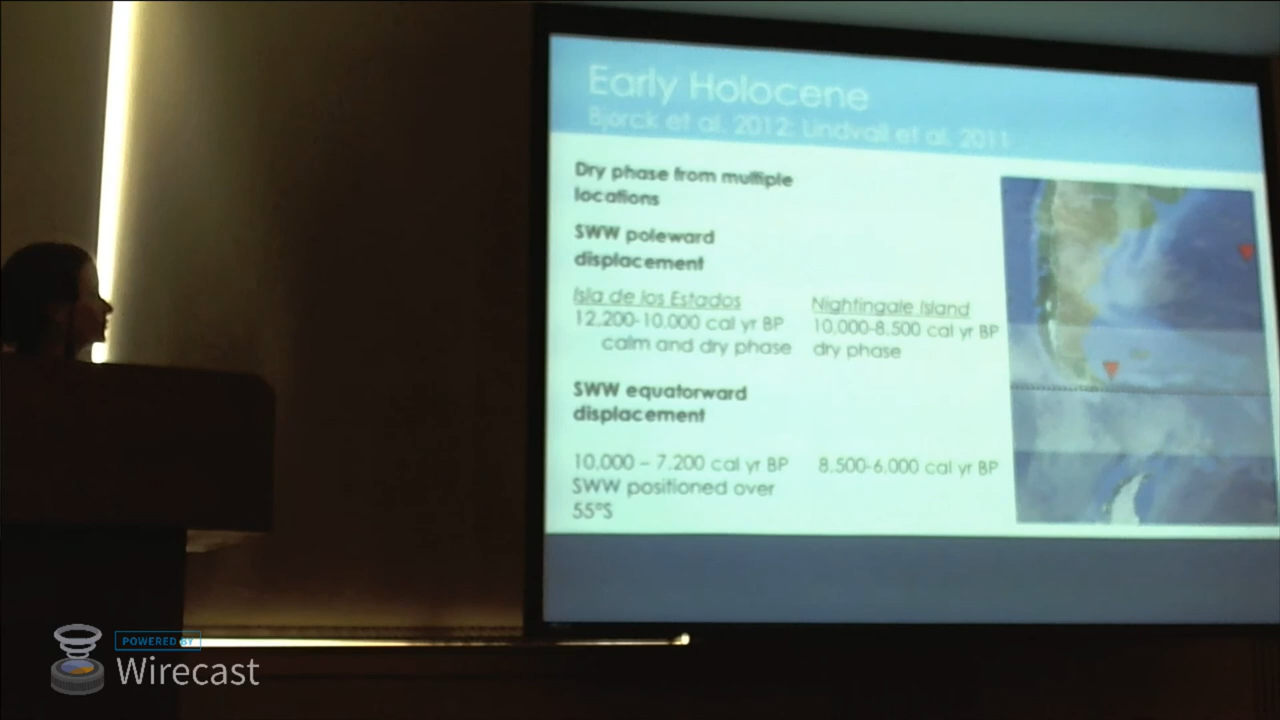 Early Holocene
Björck et al. 2012; Lindvall et al. 2011
Dry phase from multiple
locations
SWW poleward
displacement
Isla de los Estados
12,200-10,000 cal yr BP
calm and dry phase
Nightingale Island
10,000-8,500 cal yr BP
dry phase
SWW equatorward
displacement
10,000 – 7,200 cal yr BP
SWW positioned over
55°S
8,500-6,000 cal yr BP
POWERED BY
Wirecast